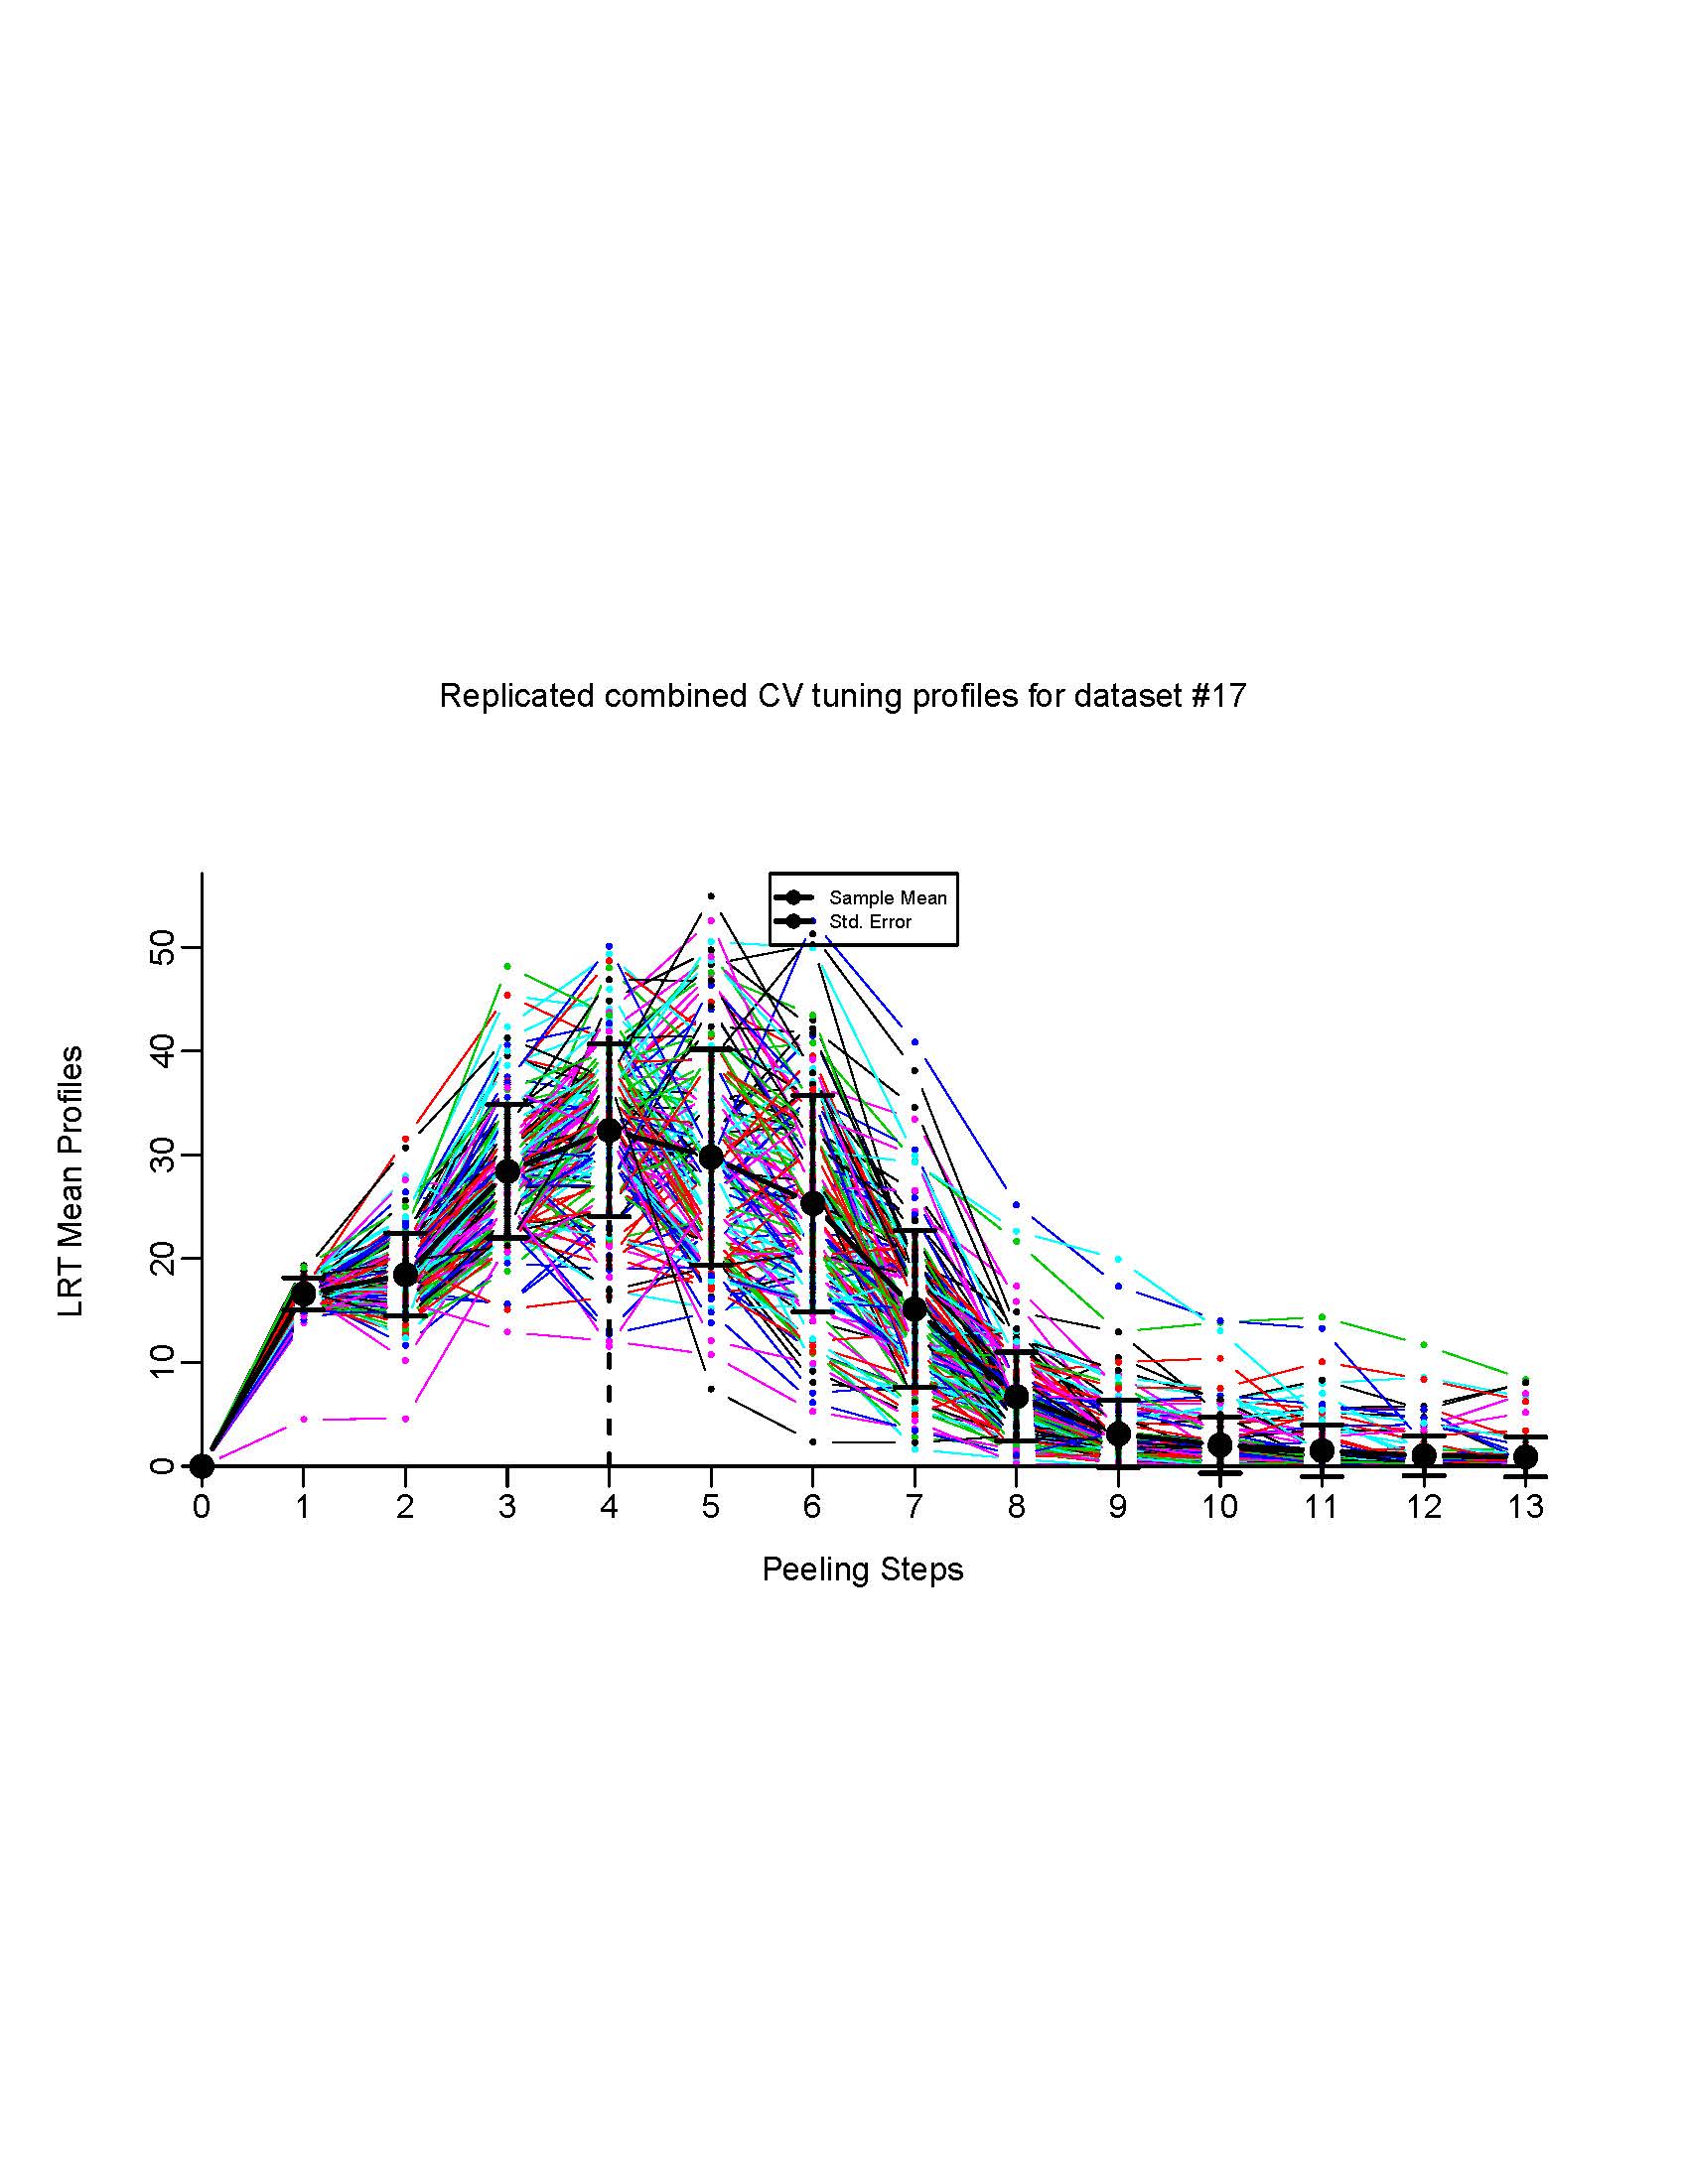 Replicated combined CV tuning profiles for dataset #17
Sample Mean
Std. Error
LRT Mean Profiles
50
40
30
20
10
0
0 1 2 3 4 5 6 7 8 9 10 11 12 13
Peeling Steps